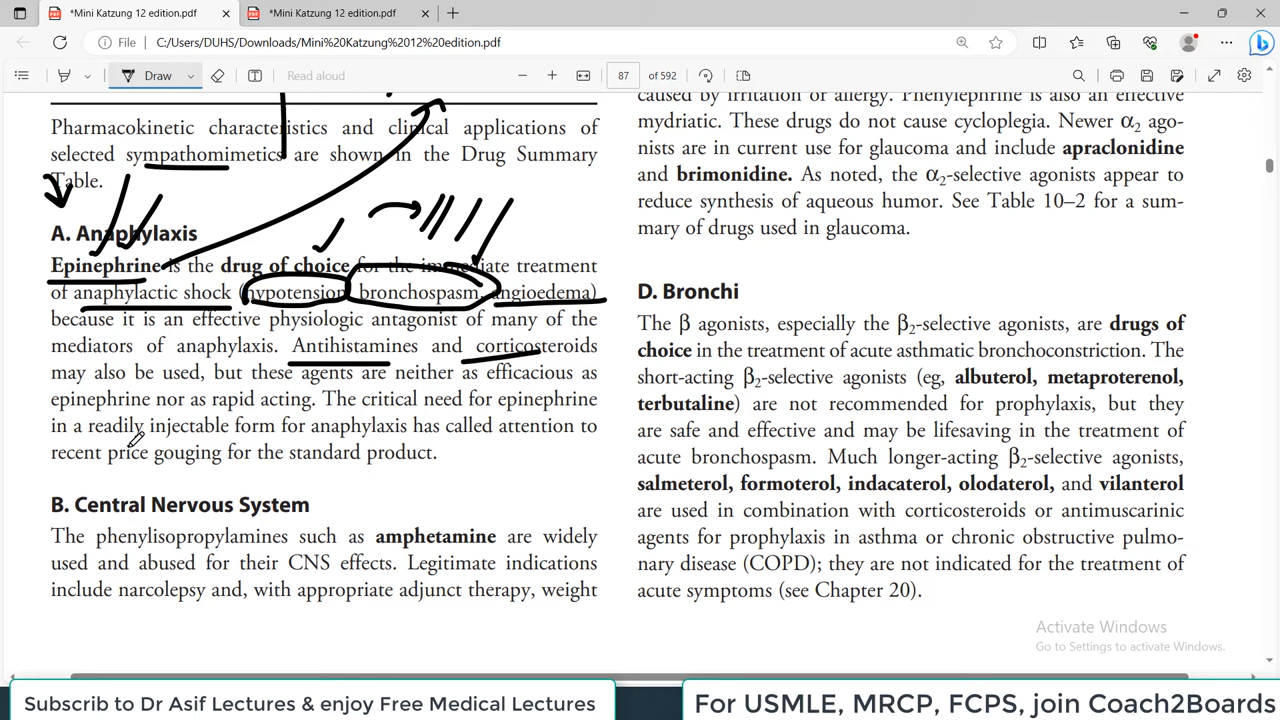 *Mini Katzung 12 edition.pdf
*Mini Katzung 12 edition.pdf
File C:/Users/DUHS/Downloads/Mini%20Katzung%2012%20edition.pdf
Draw
Read aloud
87 of 592
Pharmacokinetic characteristics and clinical applications of
selected sympathomimetics are shown in the Drug Summary
Table.
A. Anaphylaxis
Epinephrine is the drug of choice for the immediate treatment
of anaphylactic shock (hypotension, bronchospasm, angioedema)
because it is an effective physiologic antagonist of many of the
mediators of anaphylaxis. Antihistamines and corticosteroids
may also be used, but these agents are neither as efficacious as
epinephrine nor as rapid acting. The critical need for epinephrine
in a readily injectable form for anaphylaxis has called attention to
recent price gouging for the standard product.
B. Central Nervous System
The phenylisopropylamines such as amphetamine are widely
used and abused for their CNS effects. Legitimate indications
include narcolepsy and, with appropriate adjunct therapy, weight
caused by irritation or allergy. Phenylephrine is also an effective
mydriatic. These drugs do not cause cycloplegia. Newer α2 ago-
nists are in current use for glaucoma and include apraclonidine
and brimonidine. As noted, the α2-selective agonists appear to
reduce synthesis of aqueous humor. See Table 10–2 for a sum-
mary of drugs used in glaucoma.
D. Bronchi
The β agonists, especially the β2-selective agonists, are drugs of
choice in the treatment of acute asthmatic bronchoconstriction. The
short-acting β2-selective agonists (eg, albuterol, metaproterenol,
terbutaline) are not recommended for prophylaxis, but they
are safe and effective and may be lifesaving in the treatment of
acute bronchospasm. Much longer-acting β2-selective agonists,
salmeterol, formoterol, indacaterol, olodaterol, and vilanterol
are used in combination with corticosteroids or antimuscarinic
agents for prophylaxis in asthma or chronic obstructive pulmo-
nary disease (COPD); they are not indicated for the treatment of
acute symptoms (see Chapter 20).
Activate Windows
Go to Settings to activate Windows.
Subscrib to Dr Asif Lectures & enjoy Free Medical Lectures
For USMLE, MRCP, FCPS, join Coach2Boards